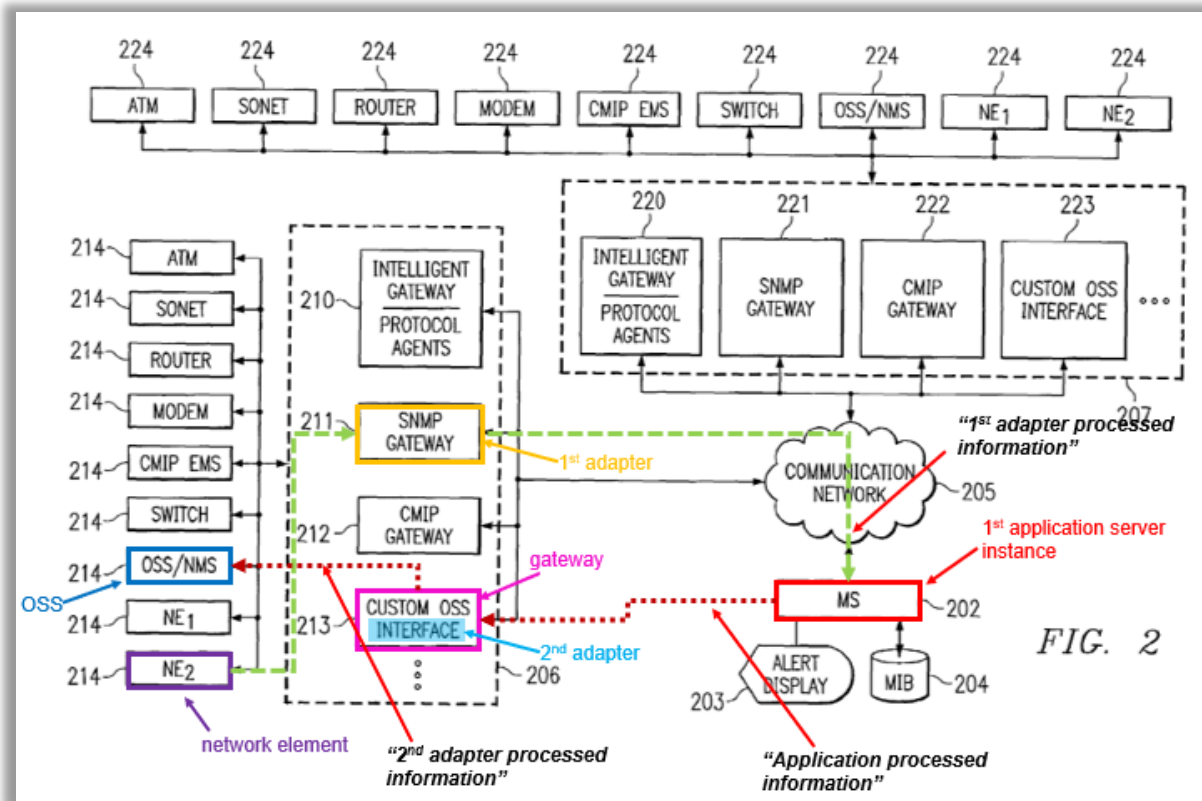 224 224 224 224 224 224 224 224 224
ATM SONET ROUTER MODEM CMIP EMS SWITCH OSS/NMS NE1 NE2
220 221 222 223
INTELLIGENT
GATEWAY
PROTOCOL
AGENTS
SNMP
GATEWAY
CMIP
GATEWAY
CUSTOM OSS
INTERFACE
207
214 ATM
214 SONET
214 ROUTER
214 MODEM
214 CMIP EMS
214 SWITCH
214 OSS/NMS
OSS
214 NE1
214 NE2
network element
210
INTELLIGENT
GATEWAY
PROTOCOL
AGENTS
211
SNMP
GATEWAY
1st adapter
212
CMIP
GATEWAY
gateway
213
CUSTOM OSS
INTERFACE
2nd adapter
206
"2nd adapter processed
information"
"1st adapter processed
information"
COMMUNICATION
NETWORK
205
1st application server
instance
MS
202
ALERT
DISPLAY
203
MIB
204
FIG. 2
"Application processed
information"